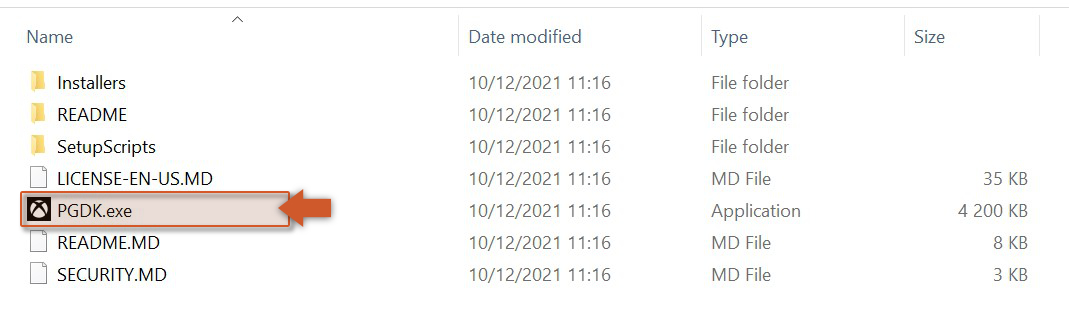 Name Date modified Type Size
Installers 10/12/2021 11:16 File folder
README 10/12/2021 11:16 File folder
SetupScripts 10/12/2021 11:16 File folder
LICENSE-EN-US.MD 10/12/2021 11:16 MD File 35 KB
PGDK.exe 10/12/2021 11:16 Application 4 200 KB
README.MD 10/12/2021 11:16 MD File 8 KB
SECURITY.MD 10/12/2021 11:16 MD File 3 KB